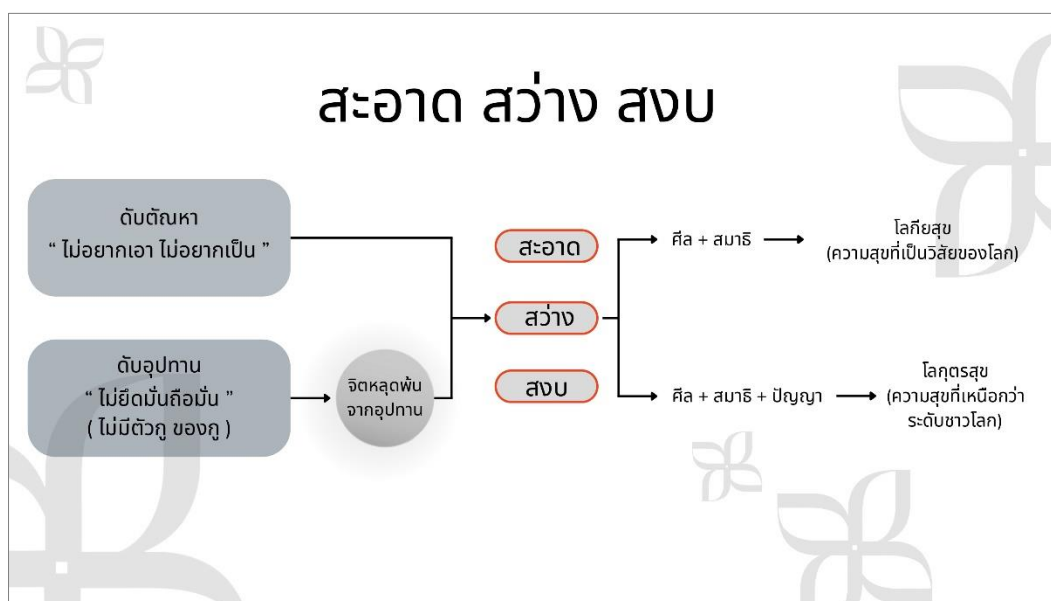 สะอาด สว่าง สงบ
ดับตัณหา
“ ไม่อยากเอา ไม่อยากเป็น ”
ดับอุปทาน
“ ไม่ยึดมั่นถือมั่น ”
( ไม่มีตัวกู ของกู )
จิตหลุดพ้น
จากอุปทาน
สะอาด
สว่าง
สงบ
ศีล + สมาธิ
โลกียสุข
(ความสุขที่เป็นวิสัยของโลก)
ศีล + สมาธิ + ปัญญา
โลกุตรสุข
(ความสุขที่เหนือกว่า
ระดับชาวโลก)